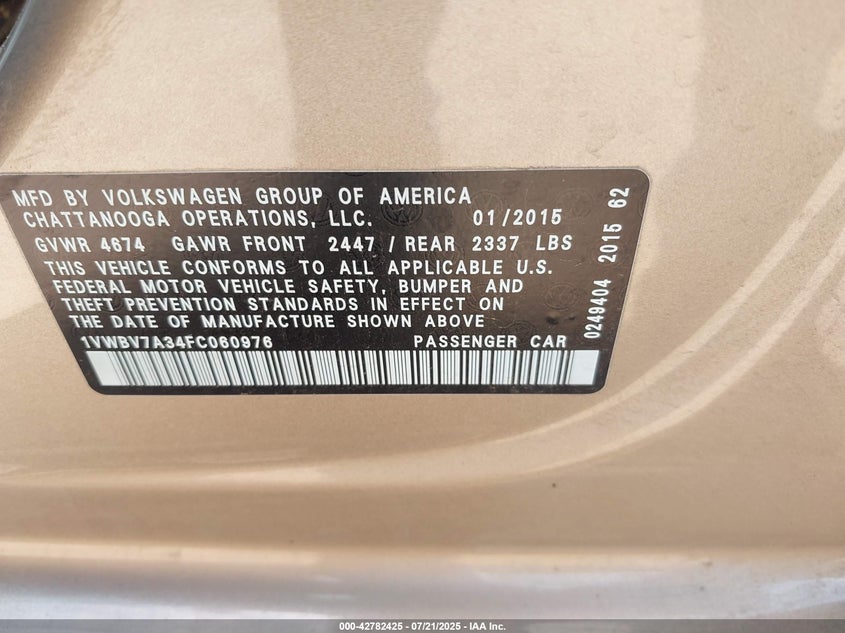 MFD BY VOLKSWAGEN GROUP OF AMERICA
CHATTANOOGA OPERATIONS, LLC. 01/2015
GVWR 4674 GAWR FRONT 2447 / REAR 2337 LBS
THIS VEHICLE CONFORMS TO ALL APPLICABLE U.S.
FEDERAL MOTOR VEHICLE SAFETY, BUMPER AND
THEFT PREVENTION STANDARDS IN EFFECT ON
THE DATE OF MANUFACTURE SHOWN ABOVE
1VWBV7A34FC060976 PASSENGER CAR
0249404 2015 62
000-42782425 - 07/21/2025 - IAA Inc.